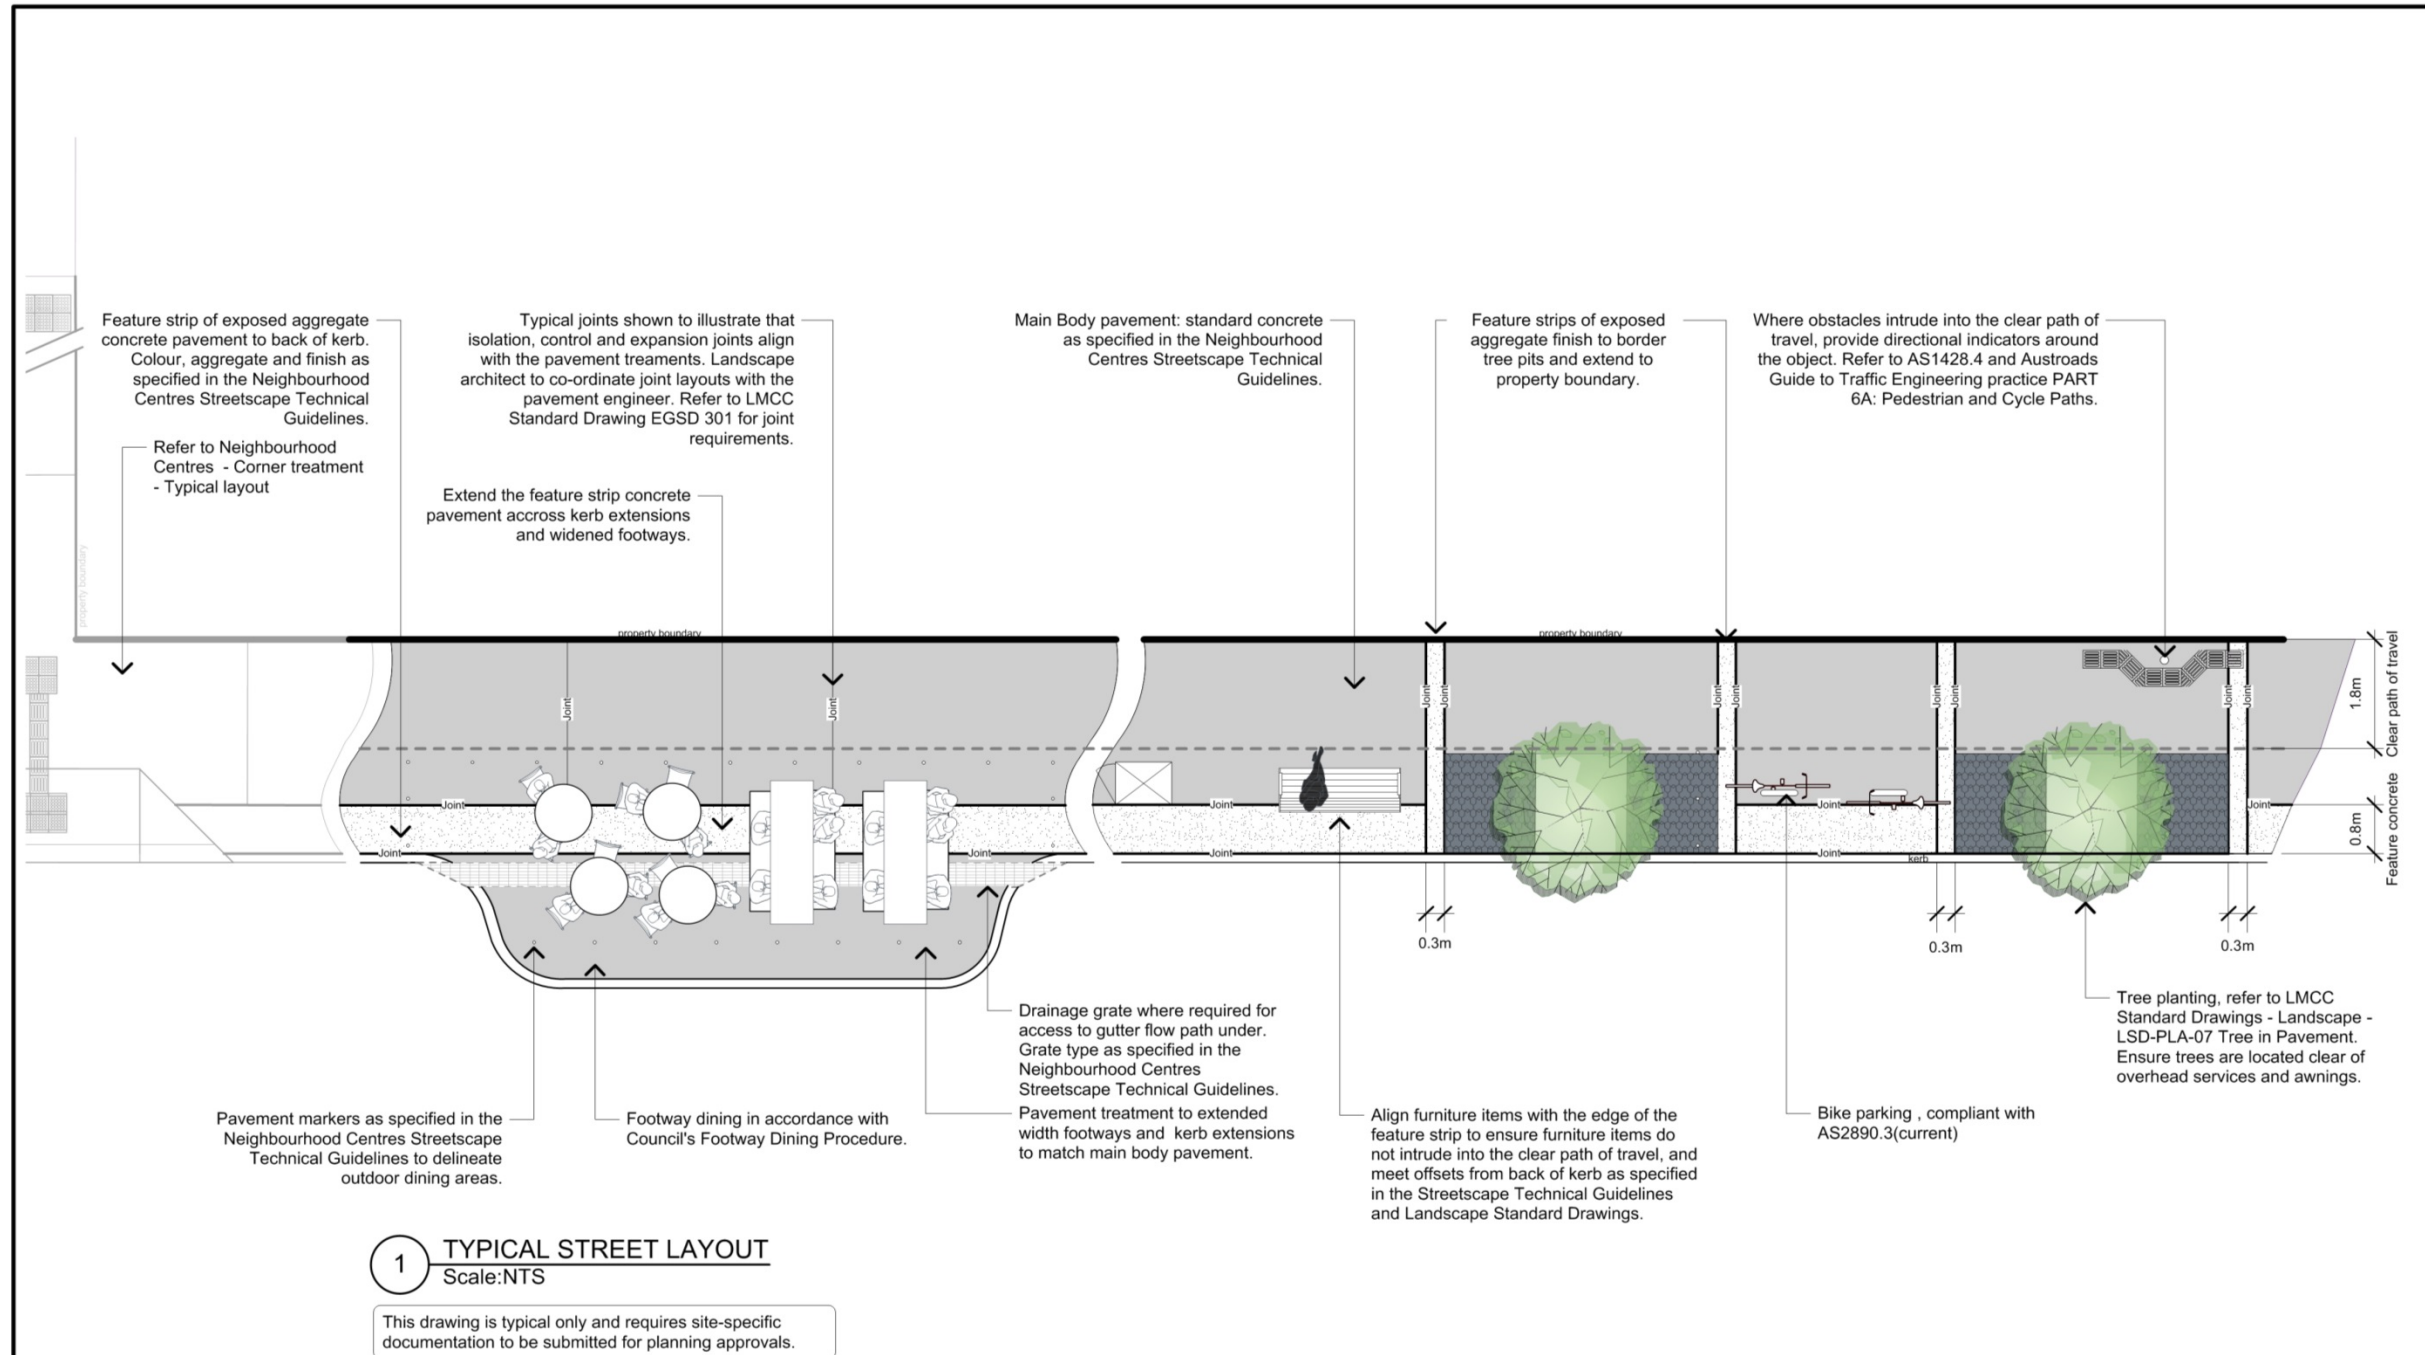 Feature strip of exposed aggregate
concrete pavement to back of kerb.
Colour, aggregate and finish as
specified in the Neighbourhood
Centres Streetscape Technical
Guidelines.
Refer to Neighbourhood
Centres - Corner treatment
- Typical layout
Typical joints shown to illustrate that
isolation, control and expansion joints align
with the pavement treaments. Landscape
architect to co-ordinate joint layouts with the
pavement engineer. Refer to LMCC
Standard Drawing EGSD 301 for joint
requirements.
Extend the feature strip concrete
pavement accross kerb extensions
and widened footways.
Main Body pavement: standard concrete
as specified in the Neighbourhood
Centres Streetscape Technical
Guidelines.
Feature strips of exposed
aggregate finish to border
tree pits and extend to
property boundary.
Where obstacles intrude into the clear path of
travel, provide directional indicators around
the object. Refer to AS1428.4 and Austroads
Guide to Traffic Engineering practice PART
6A: Pedestrian and Cycle Paths.
property boundary
property boundary
property boundary
Joint
Joint
Joint
Joint
Joint
Joint
Joint
Joint
Joint
Joint
1.8m
Clear path of travel
Joint
Joint
Joint
Joint
0.8m
Feature concrete
Joint
Joint
Joint
Joint
kerb
0.3m
0.3m
0.3m
Drainage grate where required for
access to gutter flow path under.
Grate type as specified in the
Neighbourhood Centres
Streetscape Technical Guidelines.
Tree planting, refer to LMCC
Standard Drawings - Landscape -
LSD-PLA-07 Tree in Pavement.
Ensure trees are located clear of
overhead services and awnings.
Pavement markers as specified in the
Neighbourhood Centres Streetscape
Technical Guidelines to delineate
outdoor dining areas.
Footway dining in accordance with
Council's Footway Dining Procedure.
Pavement treatment to extended
width footways and kerb extensions
to match main body pavement.
Align furniture items with the edge of the
feature strip to ensure furniture items do
not intrude into the clear path of travel, and
meet offsets from back of kerb as specified
in the Streetscape Technical Guidelines
and Landscape Standard Drawings.
Bike parking , compliant with
AS2890.3(current)
1
TYPICAL STREET LAYOUT
Scale:NTS
This drawing is typical only and requires site-specific
documentation to be submitted for planning approvals.